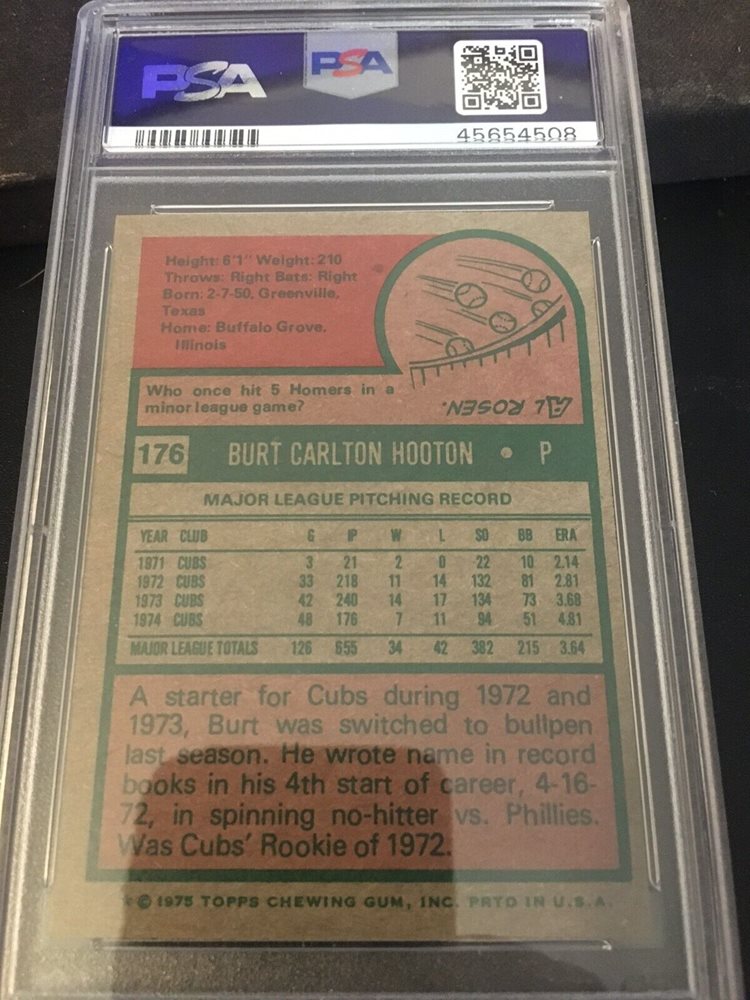 PSA
PSA
45654508
Height: 6'1" Weight: 210
Throws: Right Bats: Right
Born: 2-7-50, Greenville,
Texas
Home: Buffalo Grove,
Illinois
Who once hit 5 Homers in a
minor league game?
AL ROSEN.
176 BURT CARLTON HOOTON • P
MAJOR LEAGUE PITCHING RECORD
YEAR CLUB G IP W L SO BB ERA
1971 CUBS 3 21 2 0 22 10 2.14
1972 CUBS 33 218 11 14 132 81 2.81
1973 CUBS 42 240 14 17 134 73 3.68
1974 CUBS 48 176 7 11 94 51 4.81
MAJOR LEAGUE TOTALS 126 655 34 42 382 215 3.64
A starter for Cubs during 1972 and
1973, Burt was switched to bullpen
last season. He wrote name in record
books in his 4th start of career, 4-16-
72, in spinning no-hitter vs. Phillies.
Was Cubs' Rookie of 1972.
* © 1975 TOPPS CHEWING GUM, INC. PRTD IN U.S.A.